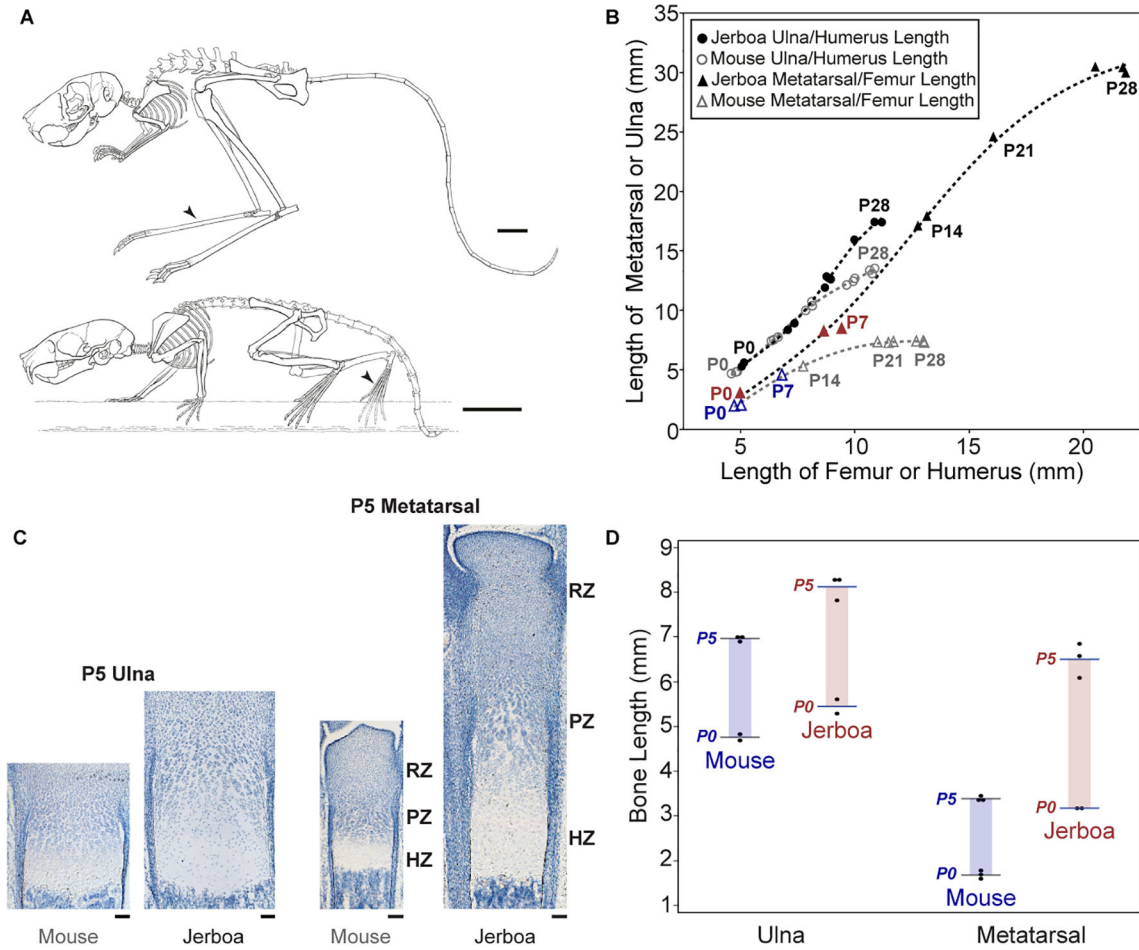 A
B
Jerboa Ulna/Humerus Length
Mouse Ulna/Humerus Length
Jerboa Metatarsal/Femur Length
Mouse Metatarsal/Femur Length
Length of Metatarsal or Ulna (mm)
35
30
25
20
15
10
5
0
P28
P21
P28
P14
P28
P7
P0
P0
P0
P0
P7
P14
P21
P28
5
10
15
20
Length of Femur or Humerus (mm)
C
P5 Metatarsal
P5 Ulna
RZ
PZ
HZ
RZ
PZ
HZ
Mouse
Jerboa
Mouse
Jerboa
D
Bone Length (mm)
9
8
7
6
5
4
3
2
1
P5
P0
Mouse
P5
P0
Jerboa
P5
P0
Mouse
P5
P0
Jerboa
Ulna
Metatarsal